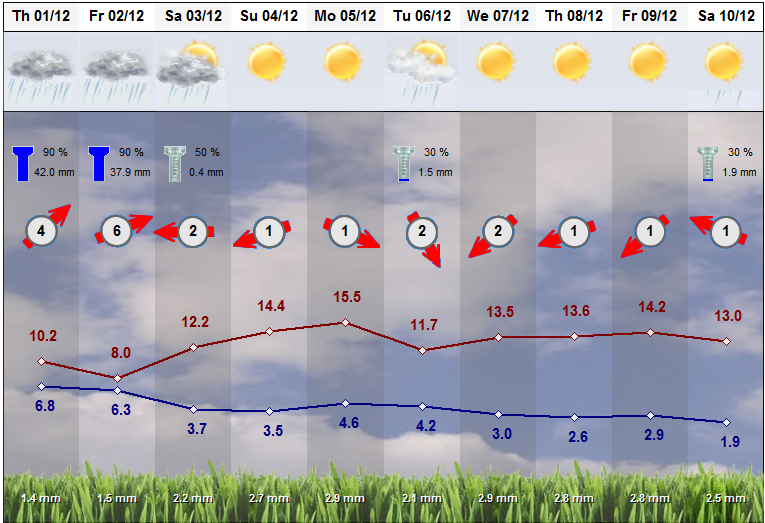 Th 01/12 Fr 02/12 Sa 03/12 Su 04/12 Mo 05/12 Tu 06/12 We 07/12 Th 08/12 Fr 09/12 Sa 10/12
90 % 90 % 50 % 30 % 30 %
42.0 mm 37.9 mm 0.4 mm 1.5 mm 1.9 mm
4 6 2 1 1 2 2 1 1 1
10.2 8.0 12.2 14.4 15.5 11.7 13.5 13.6 14.2 13.0
6.8 6.3 3.7 3.5 4.6 4.2 3.0 2.6 2.9 1.9
1.4 mm 1.5 mm 2.2 mm 2.7 mm 2.9 mm 2.1 mm 2.9 mm 2.8 mm 2.8 mm 2.5 mm